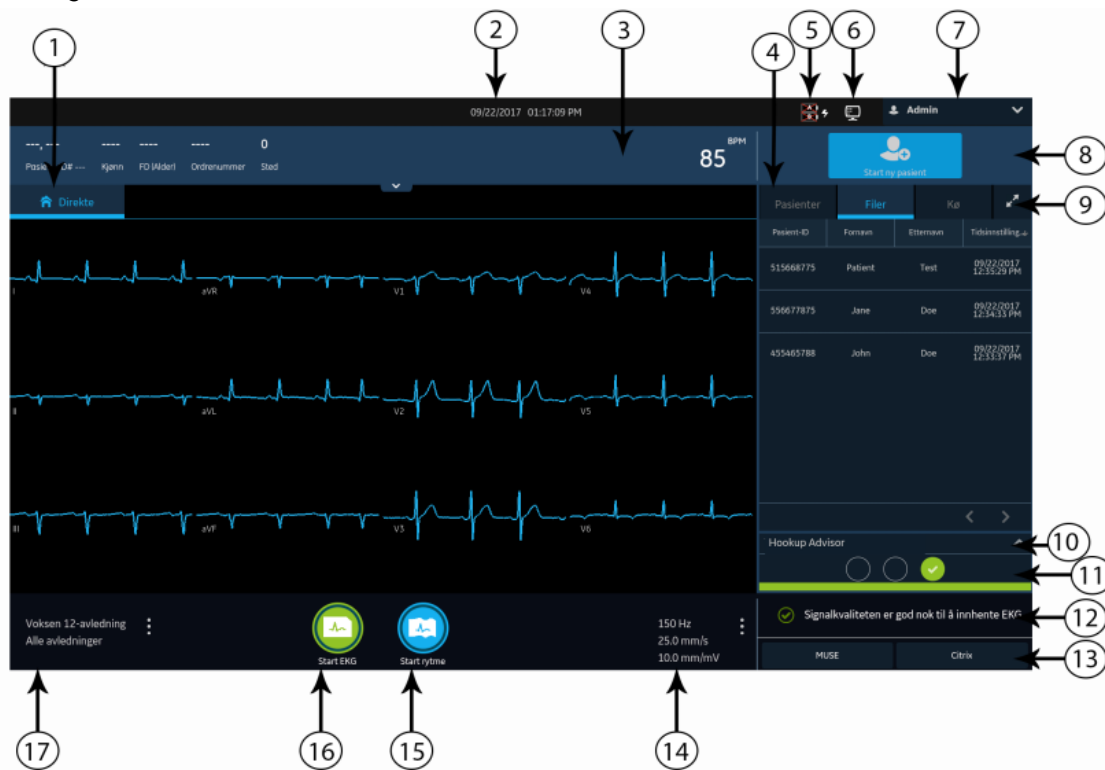 1
2
3
4
5
6
7
09/22/2017 01:17:09 PM
A
B
Admin
---, --- ---- ---- ---- 0
85 BPM
Kjønn FD (Alder) Ordrenummer Sted
Start ny pasient
8
Direkte
Pasienter Filer Kø
9
Pasient-ID Fornavn Etternavn
515668775 Patient Test 09/22/2017
12:35:29 PM
556677875 Jane Doe 09/22/2017
12:34:33 PM
455465788 John Doe 09/22/2017
12:33:37 PM
I aVR V1 V4
II aVL V2 V5
III aVF V3 V6
Hookup Advisor
10
11
Signalkvaliteten er god nok til å innhente EKG
12
MUSE Citrix
13
Voksen 12-avledning
Alle avledninger
Start EKG
Start rytme
150 Hz
25.0 mm/s
10.0 mm/mV
17
16
15
14